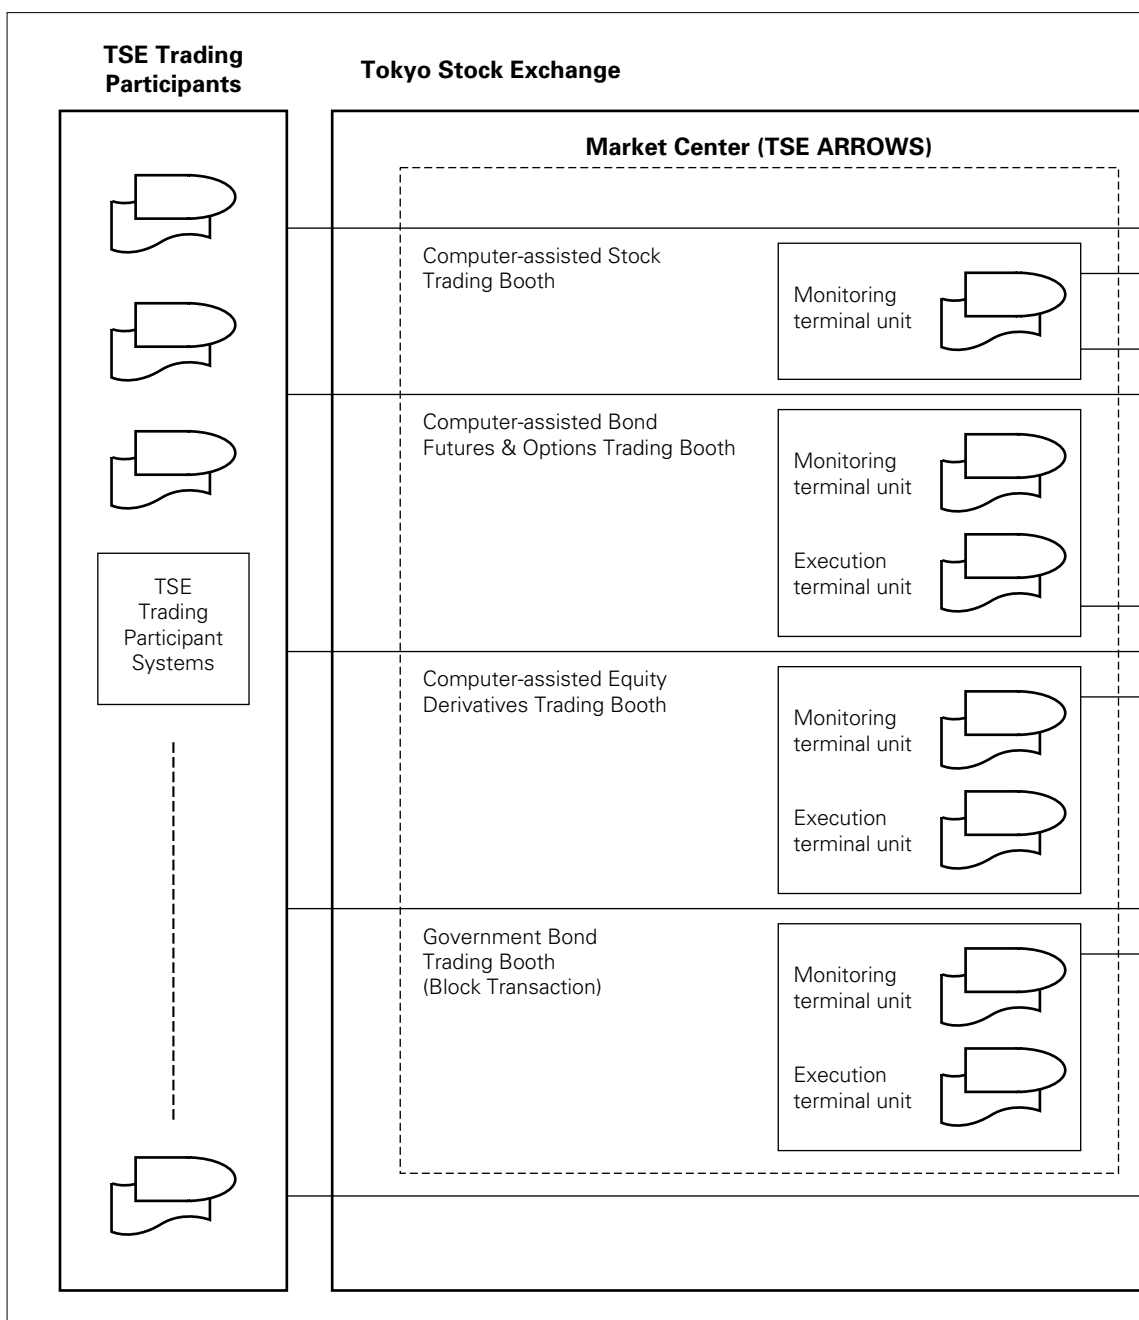 TSE Trading
Participants
Tokyo Stock Exchange
Market Center (TSE ARROWS)
Computer-assisted Stock
Trading Booth
Monitoring
terminal unit
Computer-assisted Bond
Futures & Options Trading Booth
Monitoring
terminal unit
Execution
terminal unit
TSE
Trading
Participant
Systems
Computer-assisted Equity
Derivatives Trading Booth
Monitoring
terminal unit
Execution
terminal unit
Government Bond
Trading Booth
(Block Transaction)
Monitoring
terminal unit
Execution
terminal unit